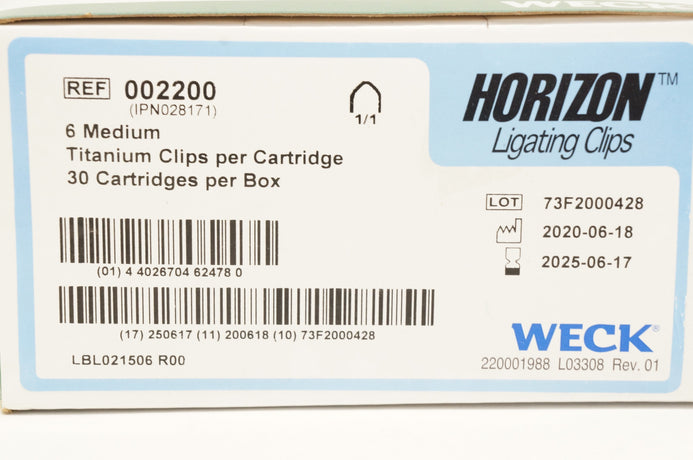 WECK
REF 002200
(IPN028171)
1/1
6 Medium
Titanium Clips per Cartridge
30 Cartridges per Box
HORIZON™
Ligating Clips
LOT 73F2000428
2020-06-18
2025-06-17
(01) 4 4026704 62478 0
(17) 250617 (11) 200618 (10) 73F2000428
LBL021506 R00
WECK®
220001988 L03308 Rev. 01